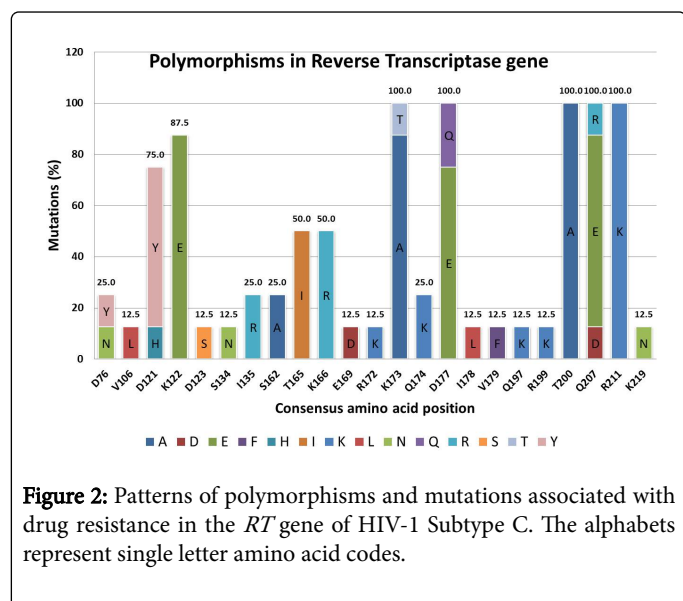 Polymorphisms in Reverse Transcriptase gene
Mutations (%)
120
100
80
60
40
20
0
25.0 12.5 75.0 87.5 12.5 12.5 25.0 25.0 50.0 50.0 12.5 12.5 100.0 25.0 100.0 12.5 12.5 12.5 12.5 100.0 100.0 100.0 12.5
Y Y T Q R
N L H E S N R A I R D K A K E L F K K A E D K N
D76 V106 D121 K122 D123 S134 I135 S162 T165 K166 E169 R172 K173 Q174 D177 I178 V179 Q197 R199 T200 Q207 R211 K219
Consensus amino acid position
A D E F H I K L N Q R S T Y
Figure 2: Patterns of polymorphisms and mutations associated with
drug resistance in the RT gene of HIV-1 Subtype C. The alphabets
represent single letter amino acid codes.